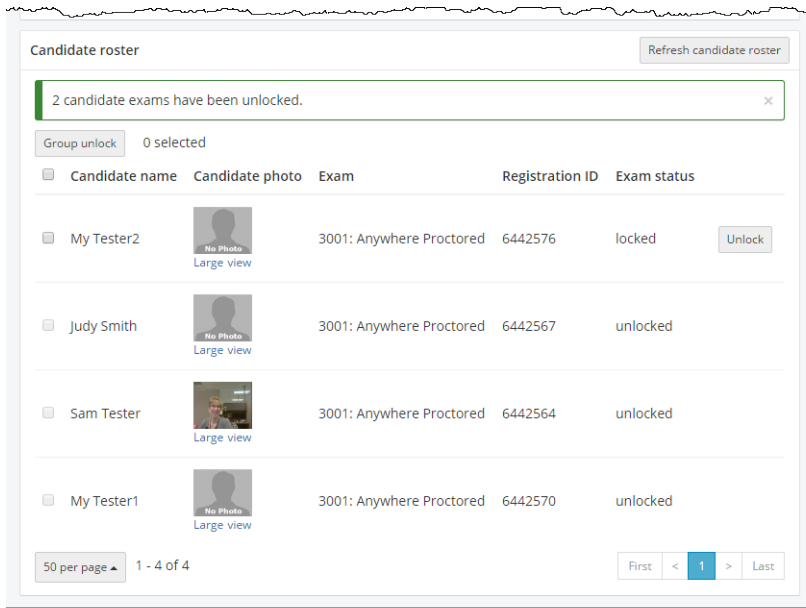 Candidate roster
Refresh candidate roster
2 candidate exams have been unlocked.
×
Group unlock 0 selected
Candidate name Candidate photo Exam Registration ID Exam status
My Tester2 No Photo 3001: Anywhere Proctored 6442576 locked Unlock
Large view
Judy Smith No Photo 3001: Anywhere Proctored 6442567 unlocked
Large view
Sam Tester 3001: Anywhere Proctored 6442564 unlocked
Large view
My Tester1 No Photo 3001: Anywhere Proctored 6442570 unlocked
Large view
50 per page 1 - 4 of 4 First < 1 > Last